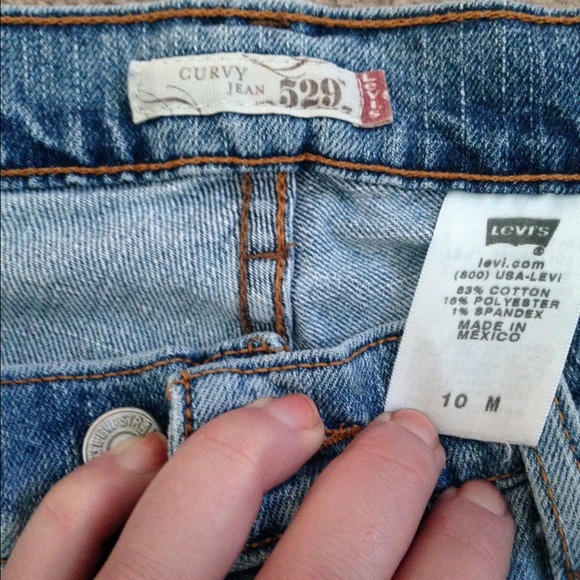 CURVY
JEAN 529
Levi's
LEVI'S
®
levi.com
(800) USA-LEVI
83% COTTON
16% POLYESTER
1% SPANDEX
MADE IN
MEXICO
10 M